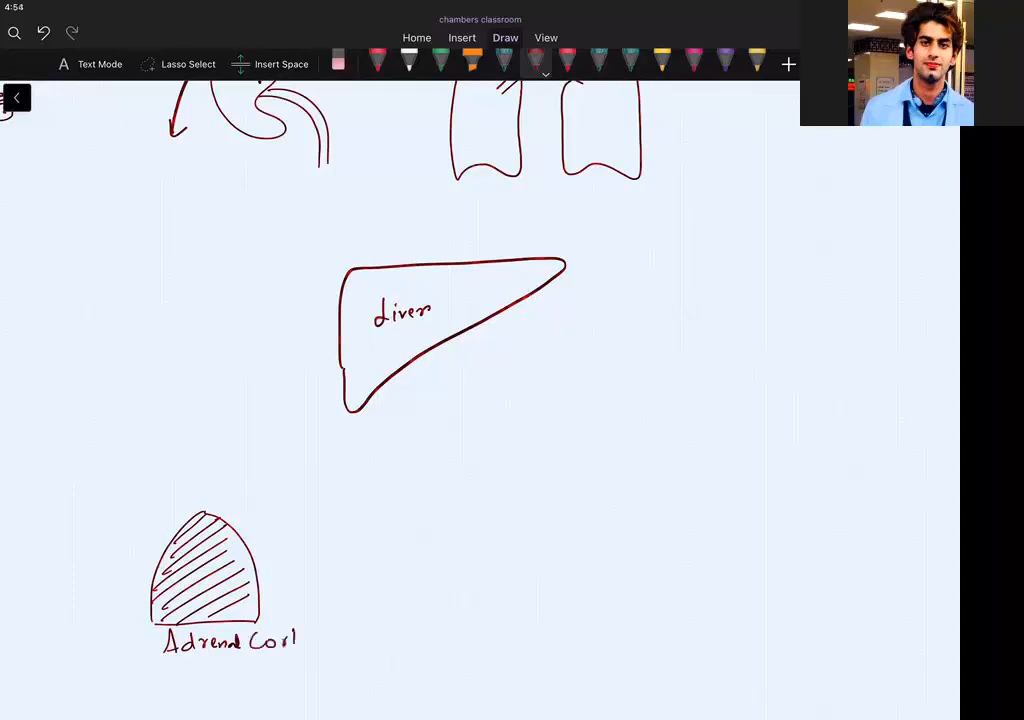 4:54
chambers classroom
Home Insert Draw View
Text Mode Lasso Select Insert Space
Liver
Adrenal Cort